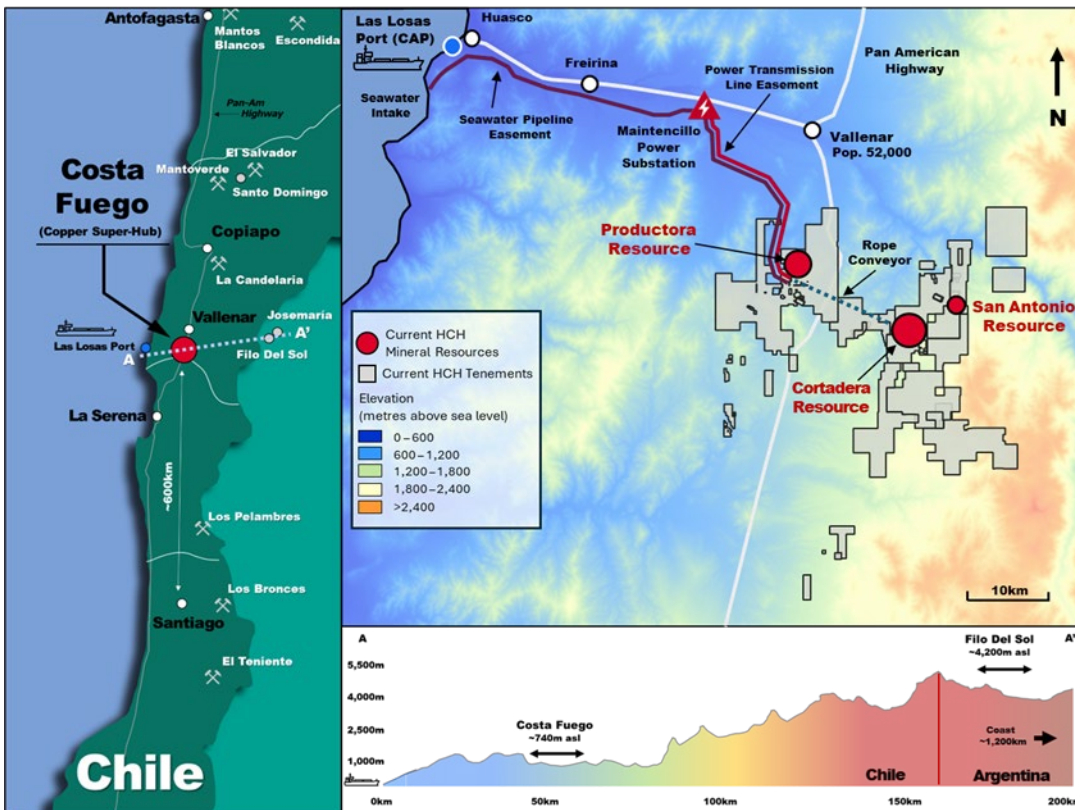 Antofagasta
Mantos
Blancos
Escondida
Pan-Am
Highway
El Salvador
Mantoverde
Santo Domingo
Costa
Fuego
(Copper Super-Hub)
Copiapo
La Candelaria
Vallenar
Josemaria
A'
Las Losas Port
A
Filo Del Sol
La Serena
~600km
Los Pelambres
Los Bronces
Santiago
El Teniente
Chile
Las Losas
Port (CAP)
Huasco
Freirina
Seawater
Intake
Seawater Pipeline
Easement
Power Transmission
Line Easement
Pan American
Highway
N
Maintencillo
Power
Substation
Vallenar
Pop. 52,000
Productora
Resource
Rope
Conveyor
San Antonio
Resource
Cortadera
Resource
Current HCH
Mineral Resources
Current HCH Tenements
Elevation
(metres above sea level)
0–600
600–1,200
1,200–1,800
1,800–2,400
>2,400
10km
A
A'
Filo Del Sol
~4,200m asl
5,500m
4,000m
2,500m
1,000m
Costa Fuego
~740m asl
Coast
~1,200km
Chile
Argentina
0km
50km
100km
150km
200km